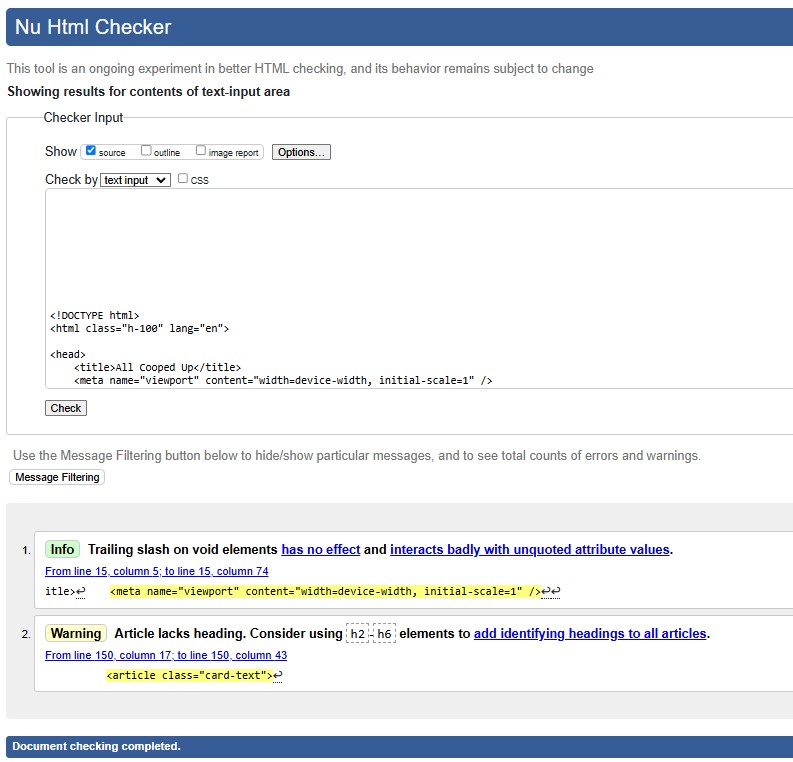 Nu Html Checker
This tool is an ongoing experiment in better HTML checking, and its behavior remains subject to change
Showing results for contents of text-input area
Checker Input
Show source outline image report Options...
Check by text input CSS
<!DOCTYPE html>
<html class="h-100" lang="en">
<head>
<title>All Cooped Up</title>
<meta name="viewport" content="width=device-width, initial-scale=1" />
Check
Use the Message Filtering button below to hide/show particular messages, and to see total counts of errors and warnings.
Message Filtering
1. Info Trailing slash on void elements has no effect and interacts badly with unquoted attribute values.
From line 15, column 5; to line 15, column 74
itle>↩ <meta name="viewport" content="width=device-width, initial-scale=1" />↩↩
2. Warning Article lacks heading. Consider using h2-h6 elements to add identifying headings to all articles.
From line 150, column 17; to line 150, column 43
<article class="card-text">↩
Document checking completed.